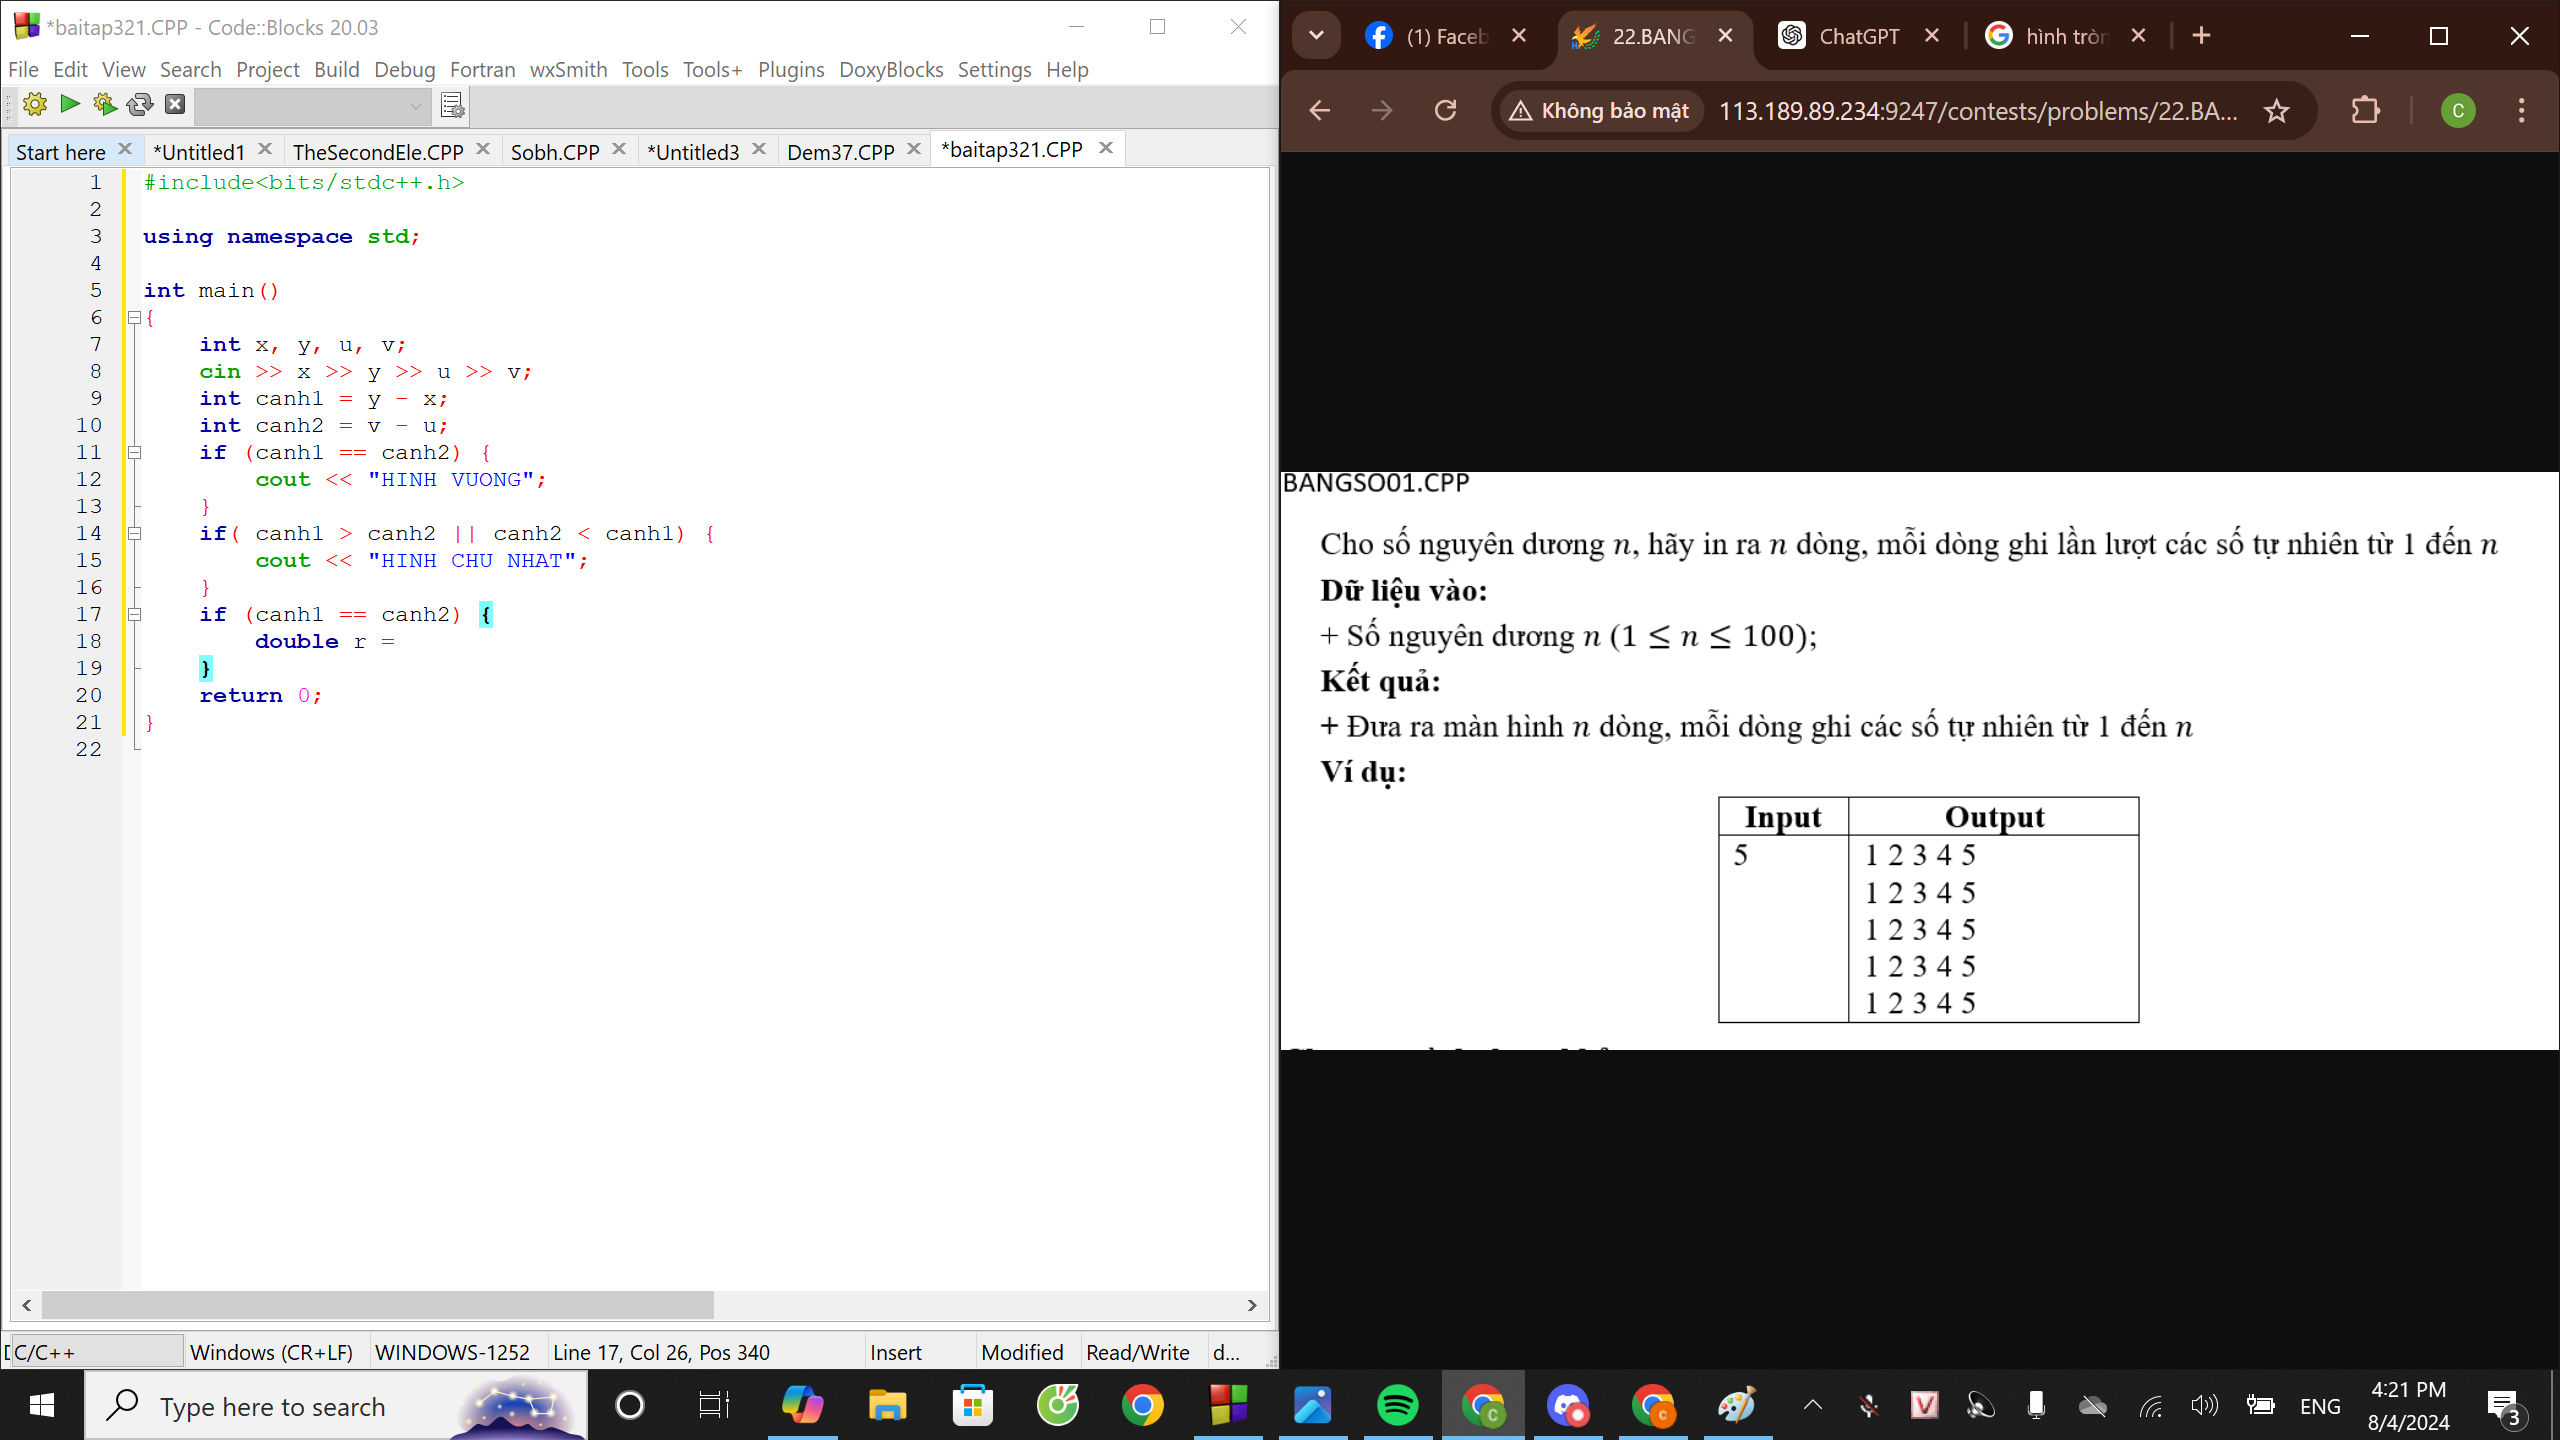 *baitap321.CPP - Code::Blocks 20.03
File Edit View Search Project Build Debug Fortran wxSmith Tools Tools+ Plugins DoxyBlocks Settings Help
Start here *Untitled1 TheSecondEle.CPP Sobh.CPP *Untitled3 Dem37.CPP *baitap321.CPP
1 #include<bits/stdc++.h>
2
3 using namespace std;
4
5 int main()
6 {
7 int x, y, u, v;
8 cin >> x >> y >> u >> v;
9 int canh1 = y - x;
10 int canh2 = v - u;
11 if (canh1 == canh2) {
12 cout << "HINH VUONG";
13 }
14 if( canh1 > canh2 || canh2 < canh1) {
15 cout << "HINH CHU NHAT";
16 }
17 if (canh1 == canh2) {
18 double r =
19 }
20 return 0;
21 }
22
C/C++ Windows (CR+LF) WINDOWS-1252 Line 17, Col 26, Pos 340 Insert Modified Read/Write d...
(1) Faceb 22.BANG ChatGPT hình tròn
Không bảo mật 113.189.89.234:9247/contests/problems/22.BA... C
BANGSO01.CPP
Cho số nguyên dương n, hãy in ra n dòng, mỗi dòng ghi lần lượt các số tự nhiên từ 1 đến n
Dữ liệu vào:
+ Số nguyên dương n (1 ≤ n ≤ 100);
Kết quả:
+ Đưa ra màn hình n dòng, mỗi dòng ghi các số tự nhiên từ 1 đến n
Ví dụ:
Input Output
5 1 2 3 4 5
1 2 3 4 5
1 2 3 4 5
1 2 3 4 5
1 2 3 4 5
Type here to search
ENG
4:21 PM
8/4/2024
3